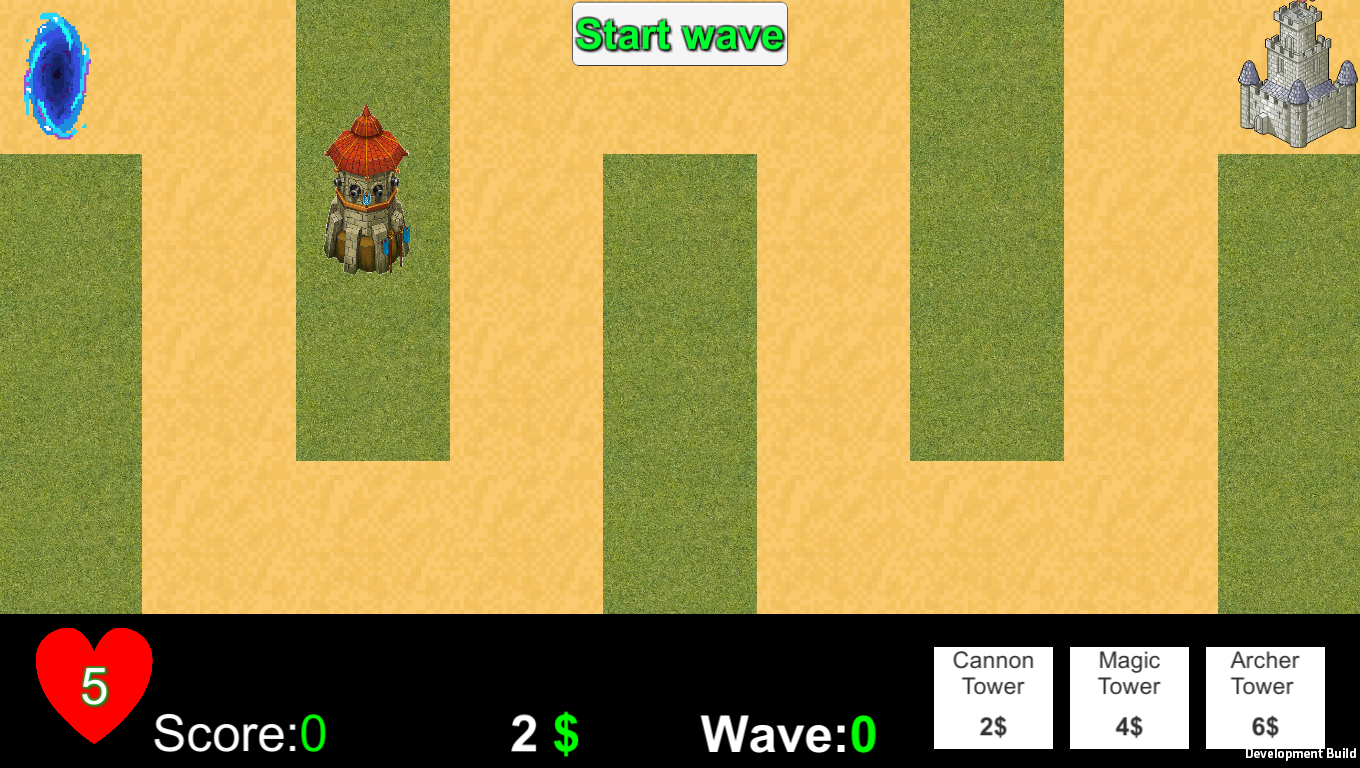 Start wave
5
Score:0
2 $
Wave:0
Cannon
Tower
2$
Magic
Tower
4$
Archer
Tower
6$
Development Build